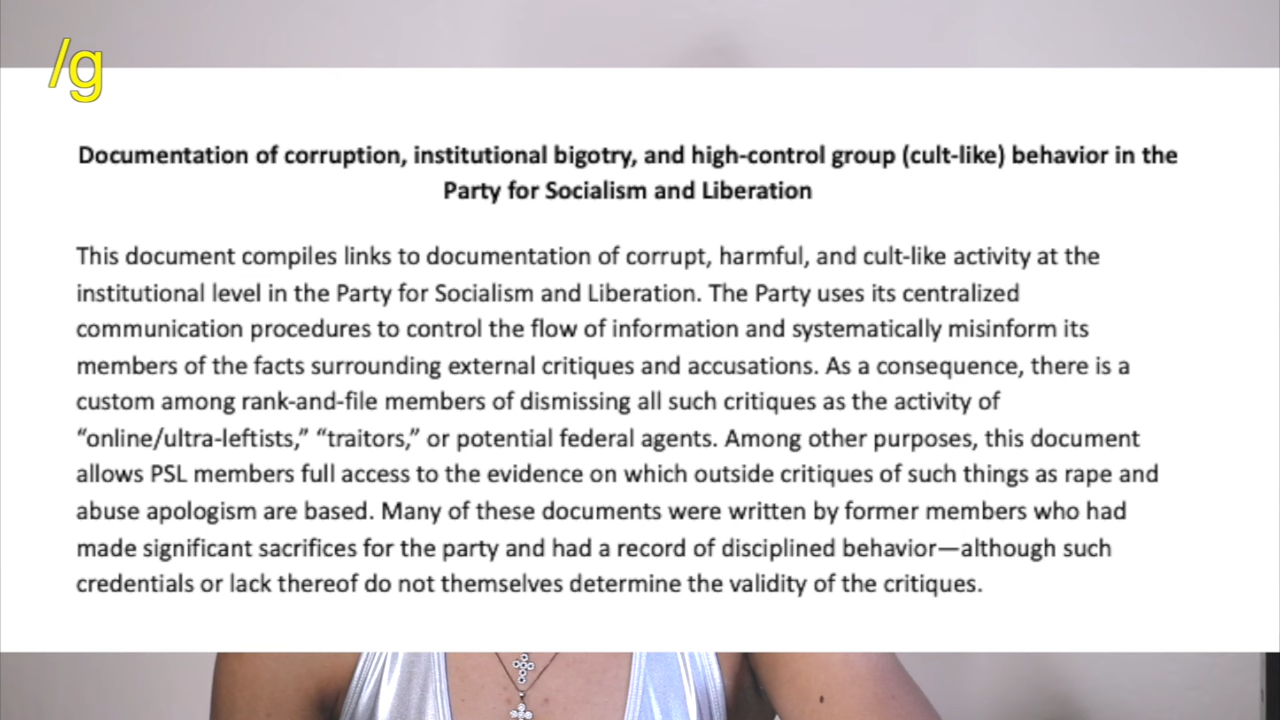 /g
Documentation of corruption, institutional bigotry, and high-control group (cult-like) behavior in the
Party for Socialism and Liberation
This document compiles links to documentation of corrupt, harmful, and cult-like activity at the
institutional level in the Party for Socialism and Liberation. The Party uses its centralized
communication procedures to control the flow of information and systematically misinform its
members of the facts surrounding external critiques and accusations. As a consequence, there is a
custom among rank-and-file members of dismissing all such critiques as the activity of
“online/ultra-leftists,” “traitors,” or potential federal agents. Among other purposes, this document
allows PSL members full access to the evidence on which outside critiques of such things as rape and
abuse apologism are based. Many of these documents were written by former members who had
made significant sacrifices for the party and had a record of disciplined behavior—although such
credentials or lack thereof do not themselves determine the validity of the critiques.